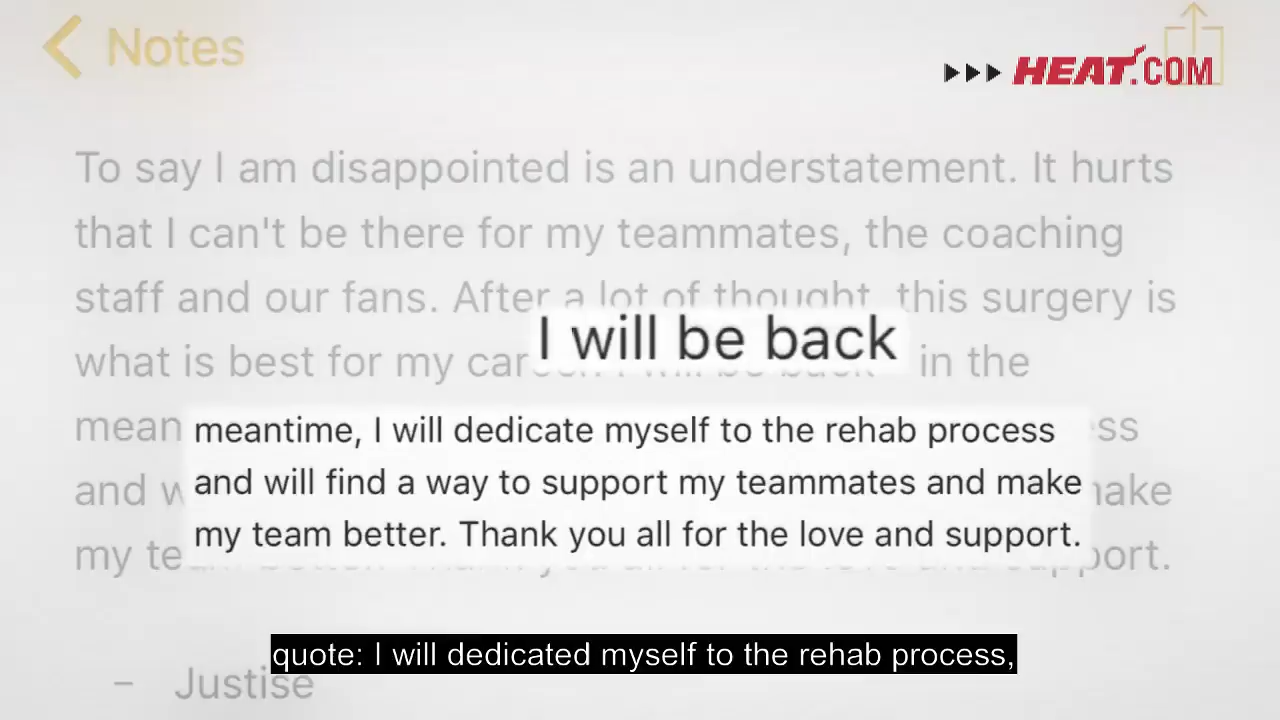 Notes
HEAT.COM
To say I am disappointed is an understatement. It hurts
that I can't be there for my teammates, the coaching
staff and our fans. After a lot of thought, this surgery is
what is best for my career. I will be back in the
I will be back
meantime, I will dedicate myself to the rehab process
and will find a way to support my teammates and make
my team better. Thank you all for the love and support.
quote: I will dedicated myself to the rehab process,
– Justise